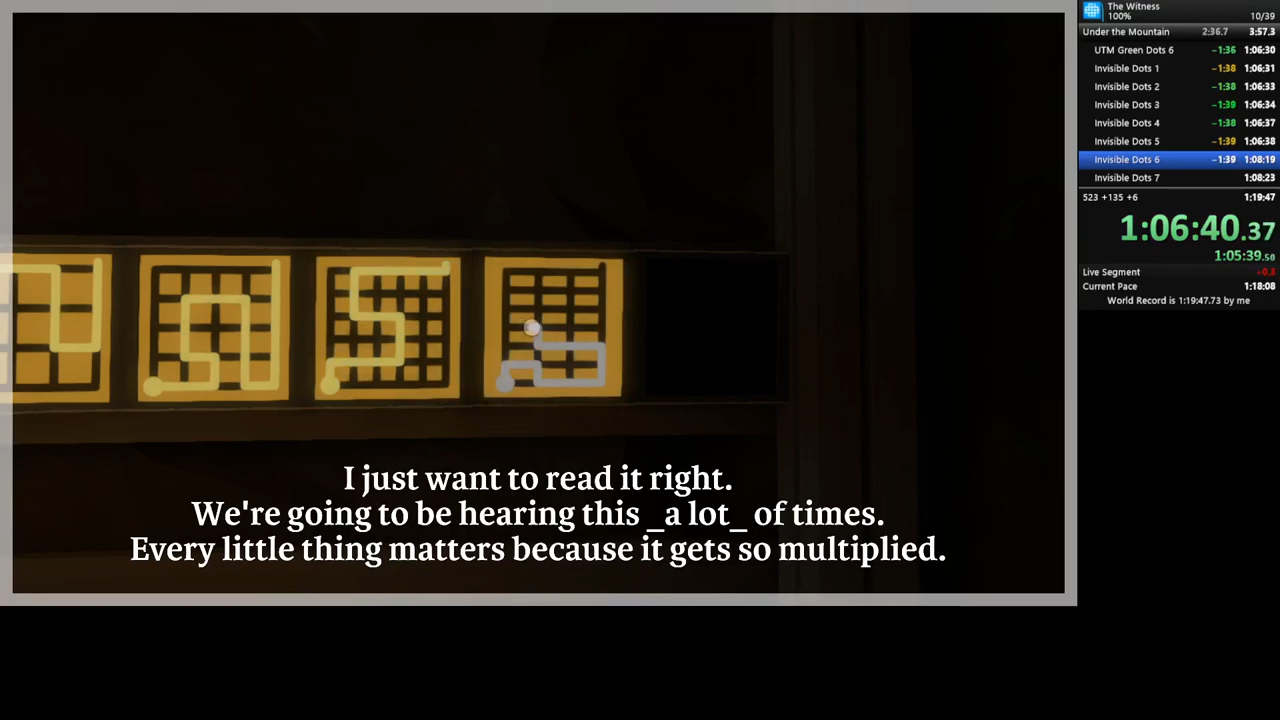 The Witness
100% 10/39
Under the Mountain 2:36.7 3:57.3
UTM Green Dots 6 −1:36 1:06:30
Invisible Dots 1 −1:38 1:06:31
Invisible Dots 2 −1:38 1:06:33
Invisible Dots 3 −1:39 1:06:34
Invisible Dots 4 −1:38 1:06:37
Invisible Dots 5 −1:39 1:06:38
Invisible Dots 6 −1:39 1:08:19
Invisible Dots 7 1:08:23
523 +135 +6 1:19:47
1:06:40.37
1:05:39.50
Live Segment +0.3
Current Pace 1:18:08
World Record is 1:19:47.73 by me
I just want to read it right.
We're going to be hearing this _a lot_ of times.
Every little thing matters because it gets so multiplied.